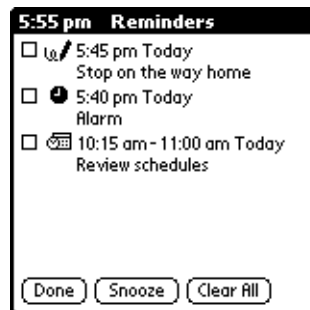 5:55 pm Reminders
5:45 pm Today
Stop on the way home
5:40 pm Today
Alarm
10:15 am - 11:00 am Today
Review schedules
Done Snooze Clear All